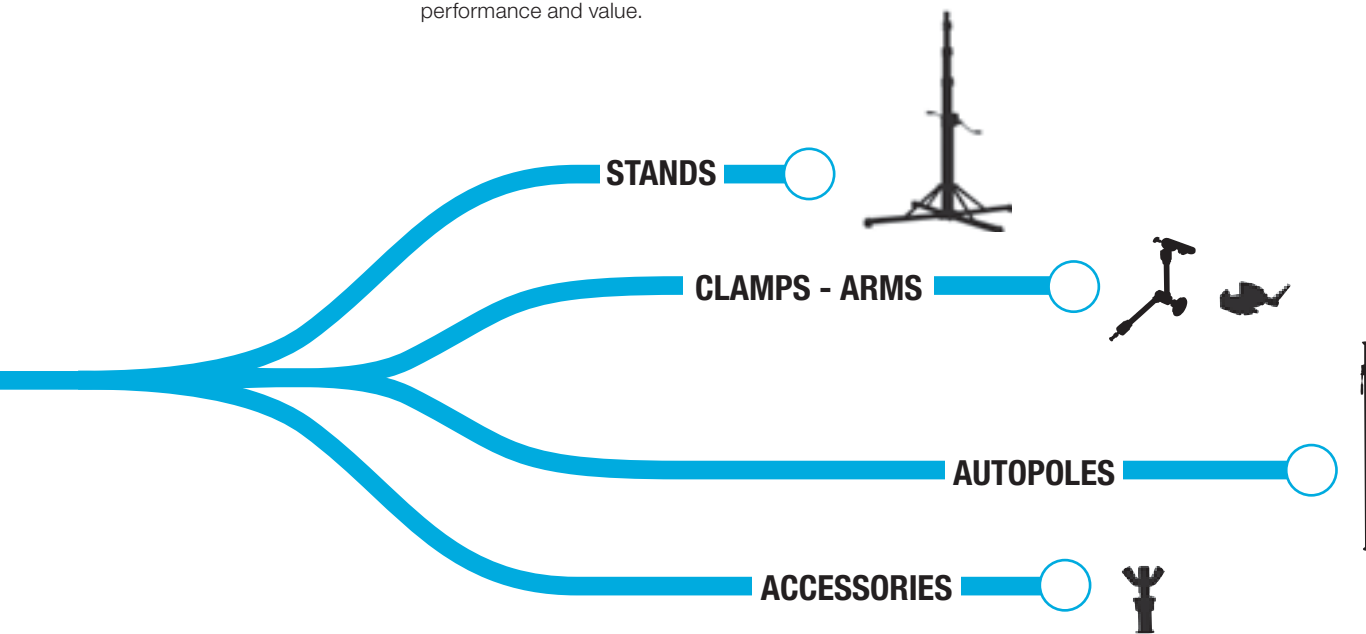 performance and value.
STANDS
CLAMPS - ARMS
AUTOPOLES
ACCESSORIES